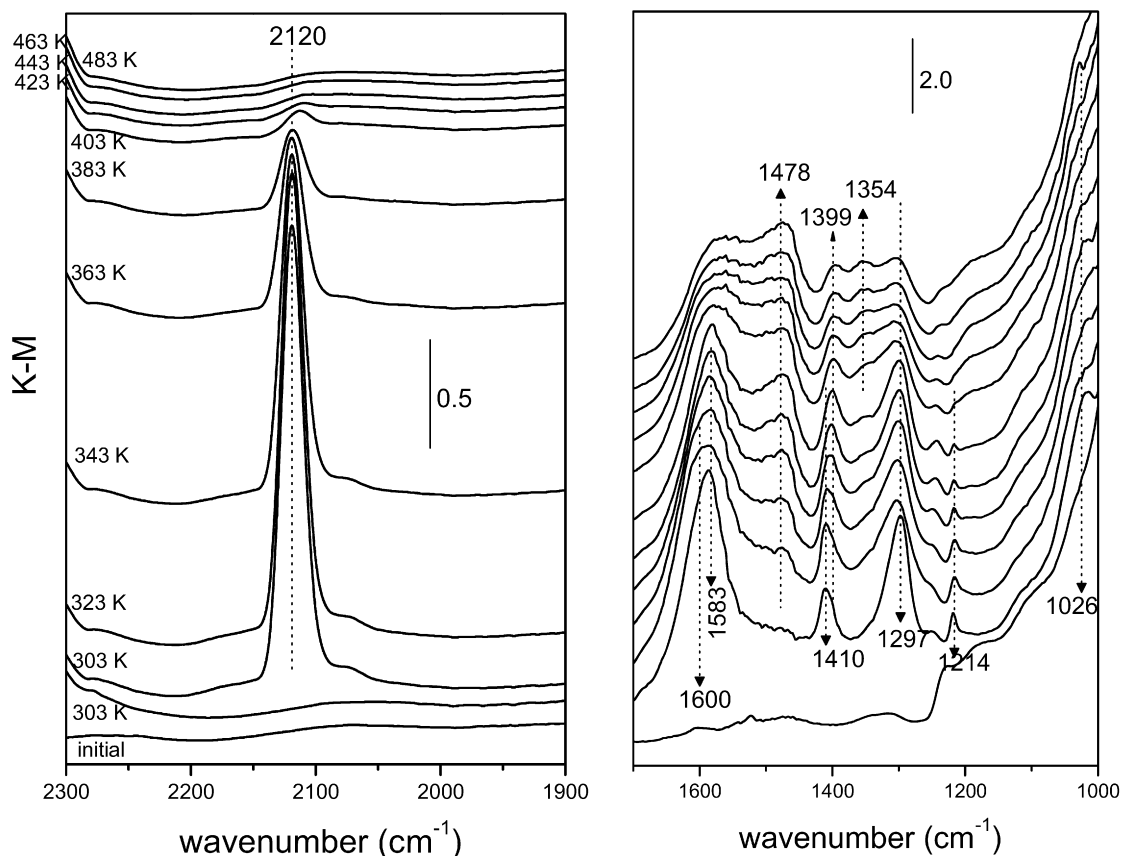 2120
463 K
443 K
423 K
483 K
403 K
383 K
363 K
343 K
323 K
303 K
303 K
initial
0.5
K-M
2300
2200
2100
2000
1900
wavenumber (cm-1)
2.0
1478
1399
1354
1583
1600
1410
1297
1214
1026
1600
1400
1200
1000
wavenumber (cm-1)